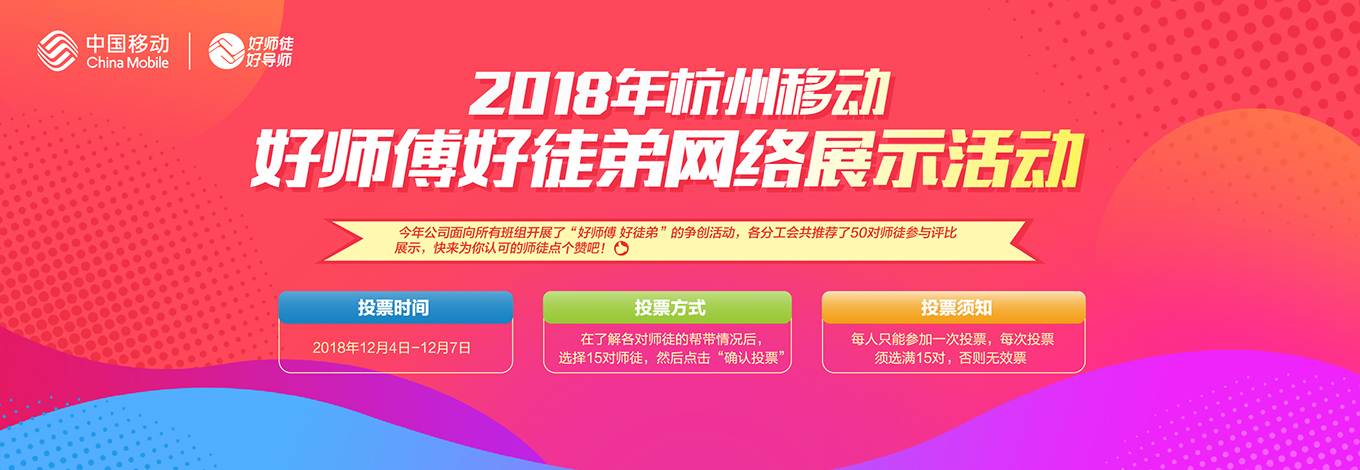 中国移动
China Mobile
好师徒
好导师
2018年杭州移动
好师傅好徒弟网络展示活动
今年公司面向所有班组开展了“好师傅 好徒弟”的争创活动，各分工会共推荐了50对师徒参与评比
展示，快来为你认可的师徒点个赞吧！
投票时间
2018年12月4日-12月7日
投票方式
在了解各对师徒的帮带情况后，
选择15对师徒，然后点击“确认投票”
投票须知
每人只能参加一次投票，每次投票
须选满15对，否则无效票